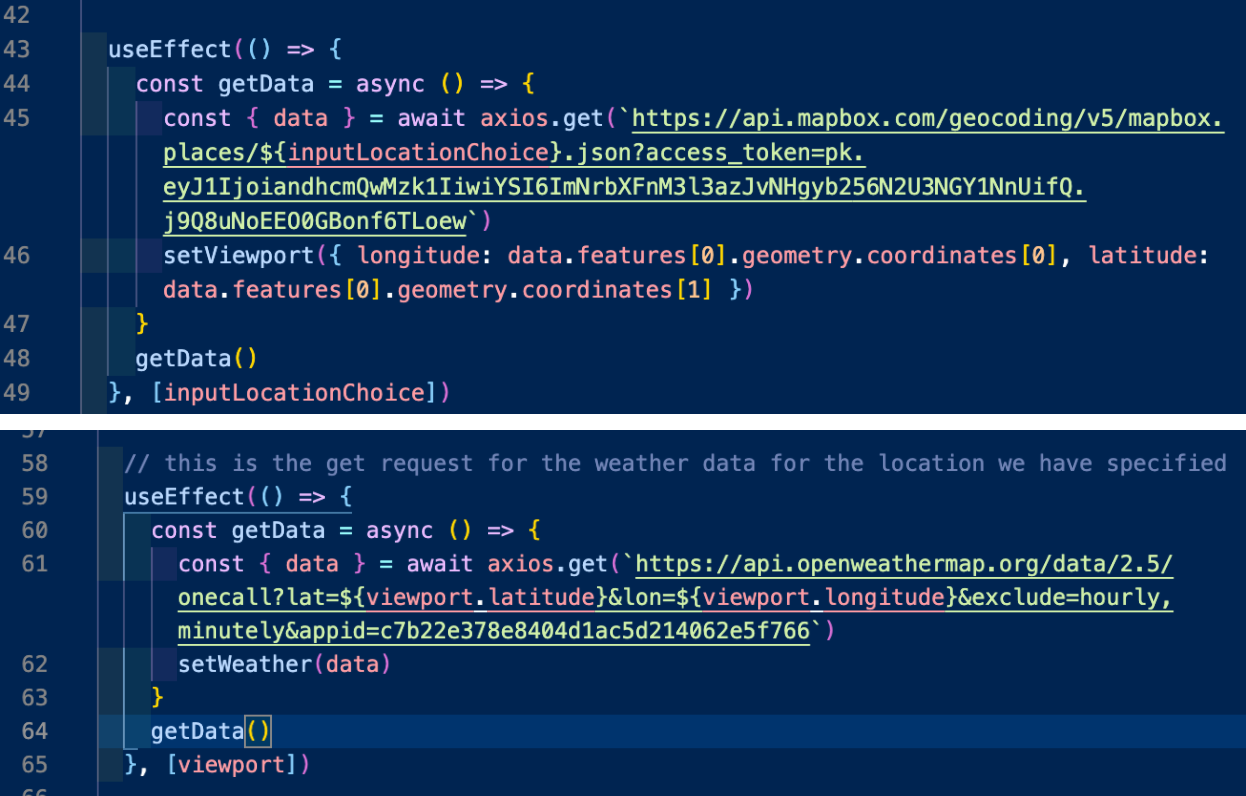 42
43 useEffect(() => {
44 const getData = async () => {
45 const { data } = await axios.get(`https://api.mapbox.com/geocoding/v5/mapbox.
places/${inputLocationChoice}.json?access_token=pk.
eyJ1IjoiandhcmQwMzk1IiwiYSI6ImNrbXFnM3l3azJvNHgyb256N2U3NGY1NnUifQ.
j9Q8uNoEEO0GBonf6TLoew`)
46 setViewport({ longitude: data.features[0].geometry.coordinates[0], latitude:
data.features[0].geometry.coordinates[1] })
47 }
48 getData()
49 }, [inputLocationChoice])
57
58 // this is the get request for the weather data for the location we have specified
59 useEffect(() => {
60 const getData = async () => {
61 const { data } = await axios.get(`https://api.openweathermap.org/data/2.5/
onecall?lat=${viewport.latitude}&lon=${viewport.longitude}&exclude=hourly,
minutely&appid=c7b22e378e8404d1ac5d214062e5f766`)
62 setWeather(data)
63 }
64 getData()
65 }, [viewport])
66